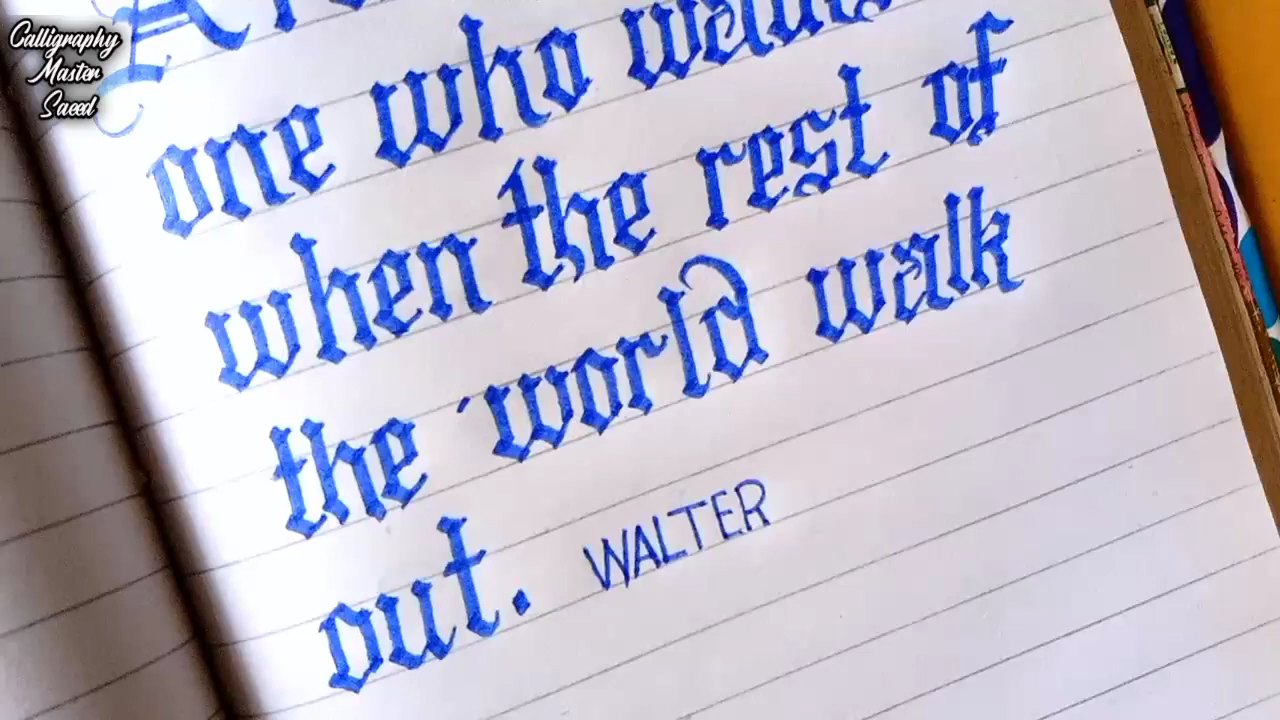 Calligraphy
Master
Saeed
A
one who
when the rest of
the world walk
out. WALTER